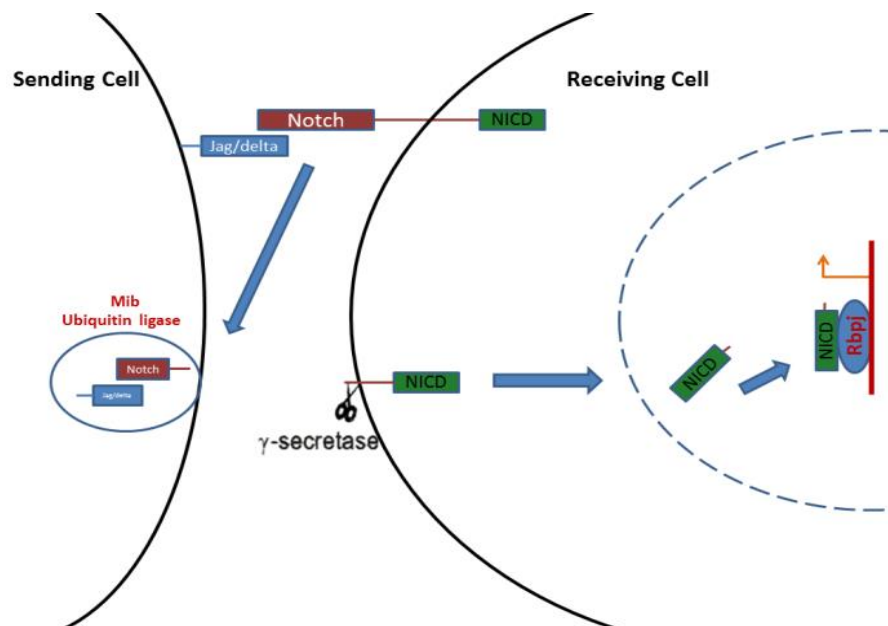 Sending Cell
Receiving Cell
Notch
NICD
Jag/delta
Mib
Ubiquitin ligase
Notch
Jag/delta
NICD
γ-secretase
NICD
NICD
Rbpj